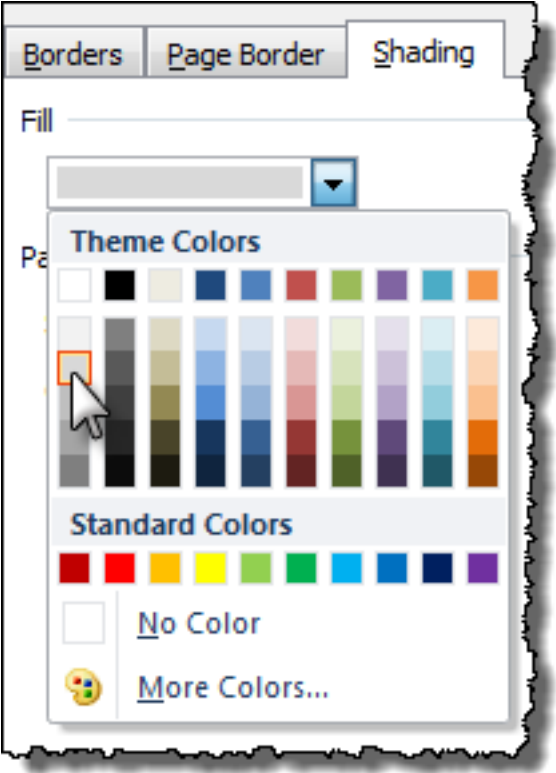 Borders Page Border Shading
Fill
Theme Colors
Pa
Standard Colors
No Color
More Colors...